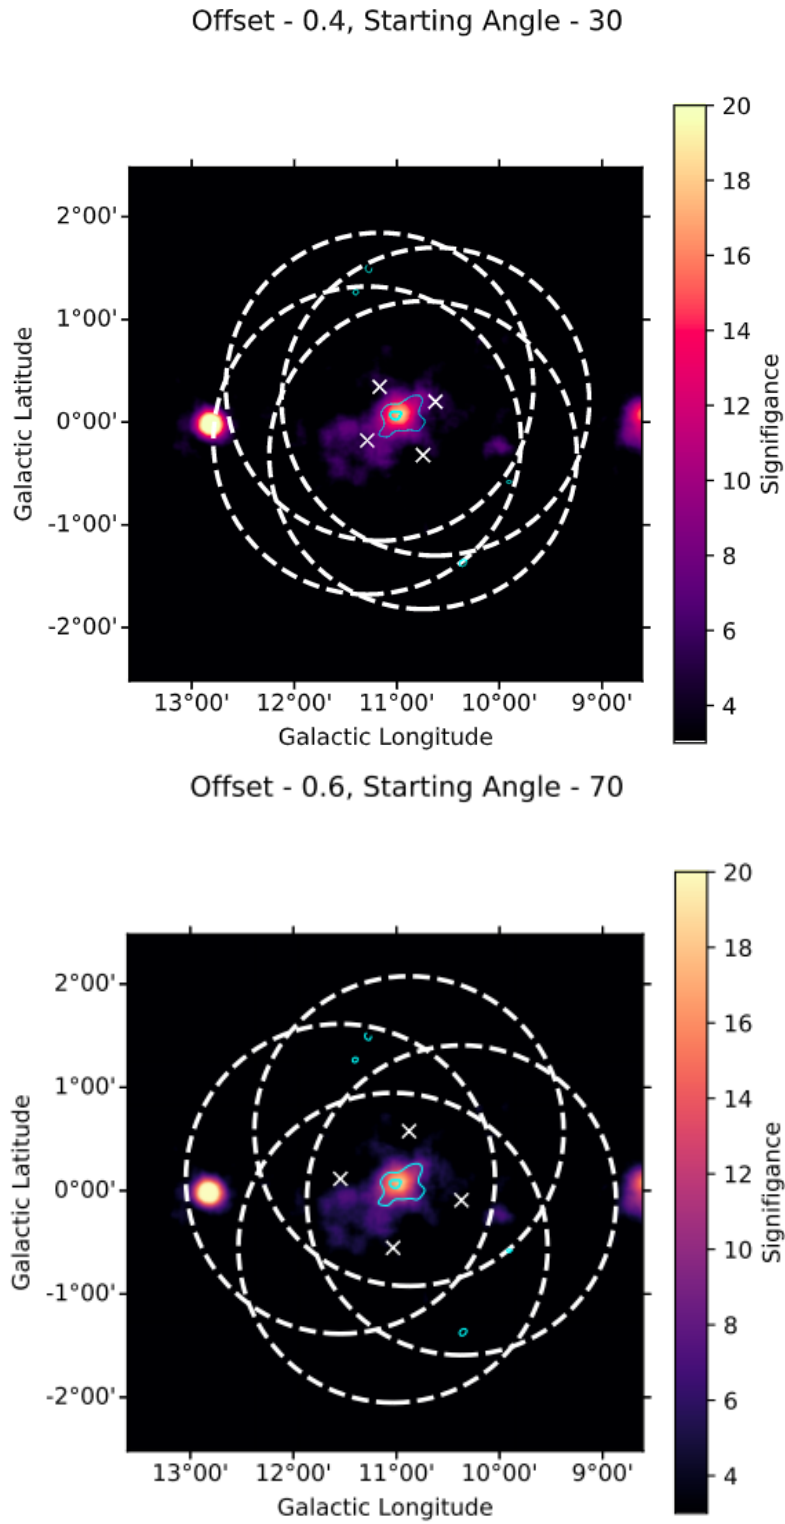 Offset - 0.4, Starting Angle - 30
20
18
16
14
12
10
8
6
4
Signifigance
2°00'
1°00'
0°00'
-1°00'
-2°00'
Galactic Latitude
13°00' 12°00' 11°00' 10°00' 9°00'
Galactic Longitude
Offset - 0.6, Starting Angle - 70
20
18
16
14
12
10
8
6
4
Signifigance
2°00'
1°00'
0°00'
-1°00'
-2°00'
Galactic Latitude
13°00' 12°00' 11°00' 10°00' 9°00'
Galactic Longitude